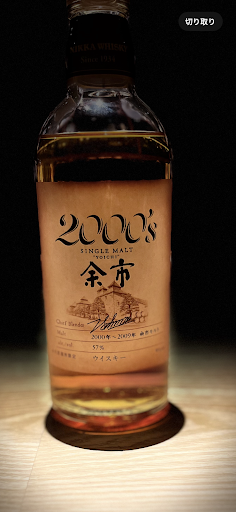 切り取り
2000's
SINGLE MALT
"YOICHI"
余市
Chief Blender
2000年〜2009年
57%
ウイスキー